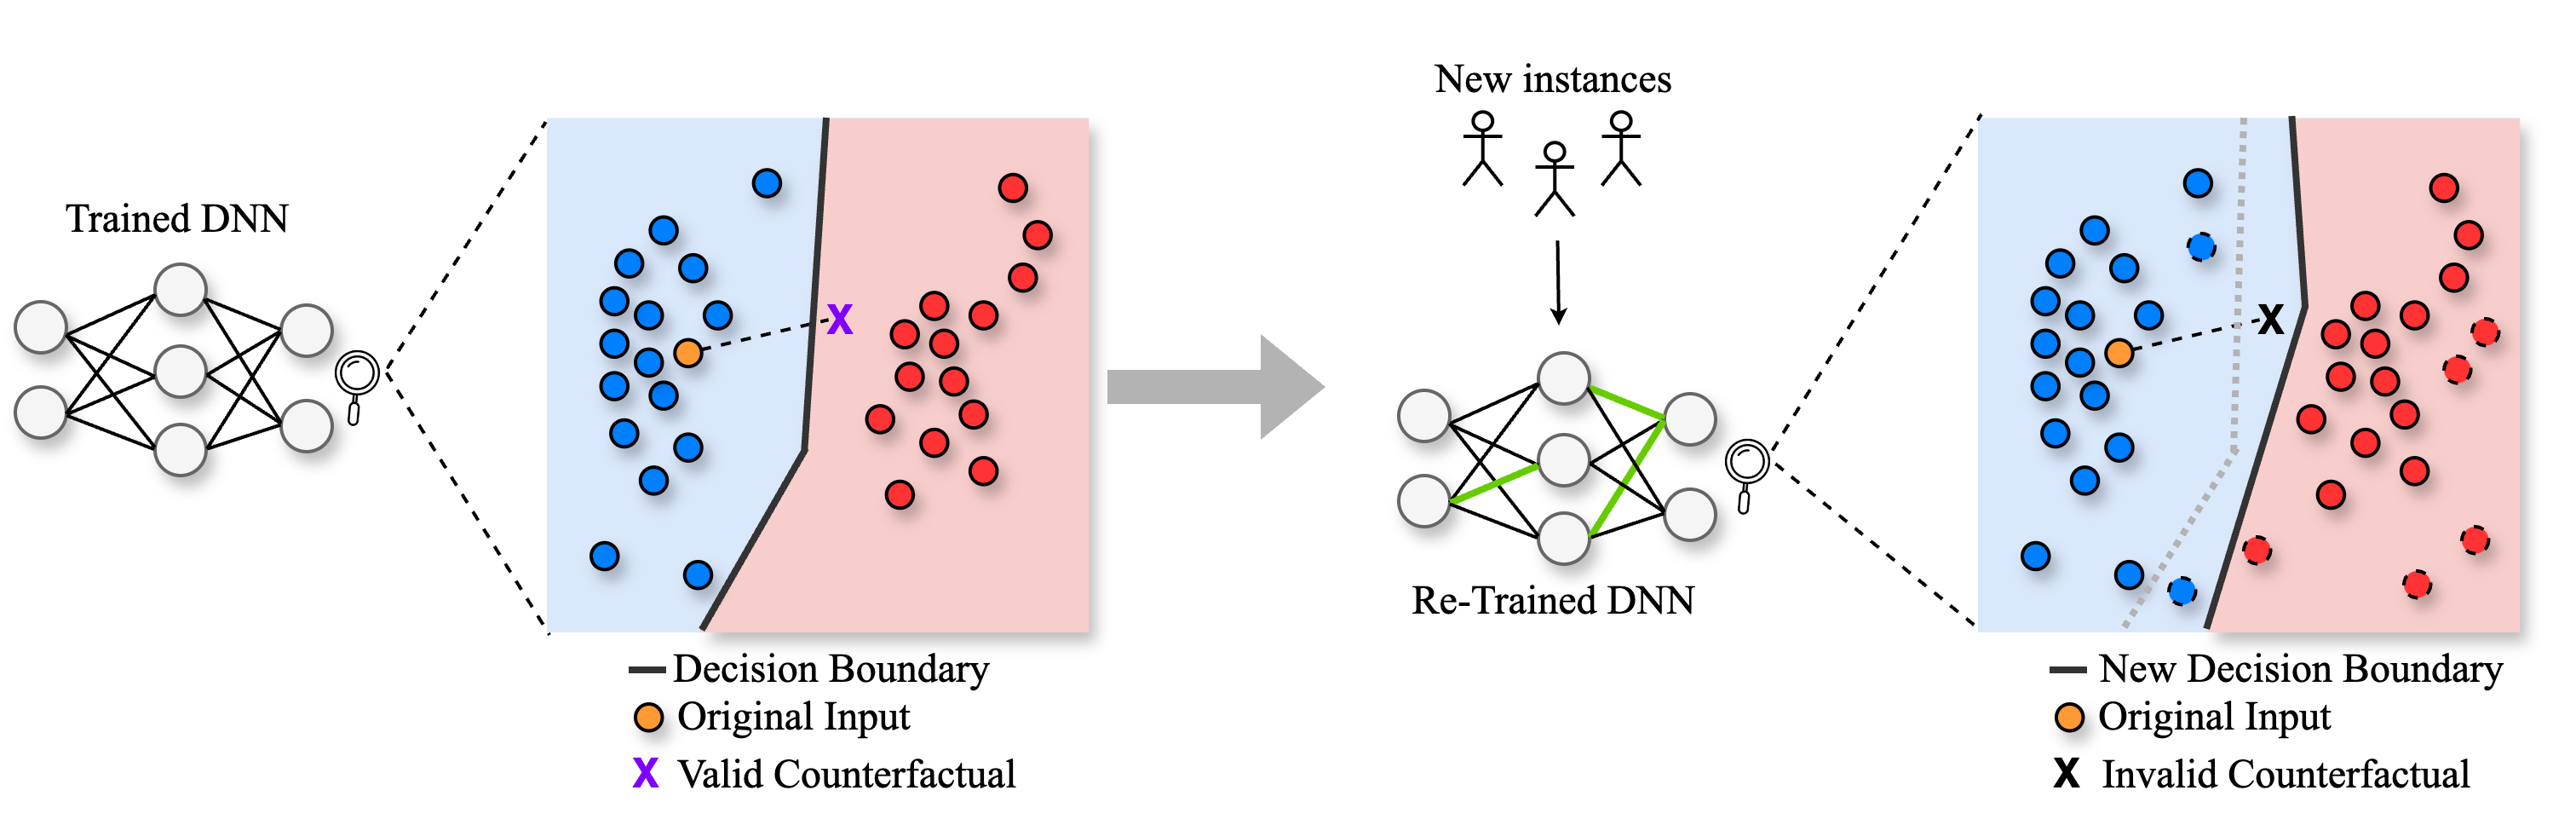 Trained DNN
Decision Boundary
Original Input
X Valid Counterfactual
X
New instances
Re-Trained DNN
X
New Decision Boundary
Original Input
X Invalid Counterfactual